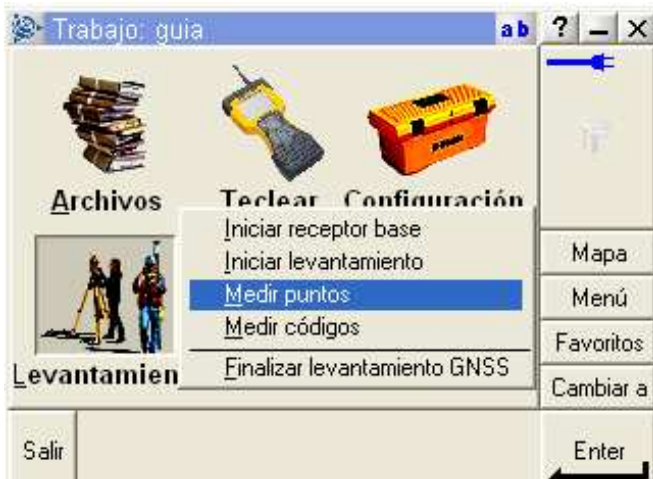 Trabajo: guia
ab
?
Archivos
Teclear
Configuración
Levantamien
Iniciar receptor base
Iniciar levantamiento
Medir puntos
Medir códigos
Finalizar levantamiento GNSS
Mapa
Menú
Favoritos
Cambiar a
Salir
Enter